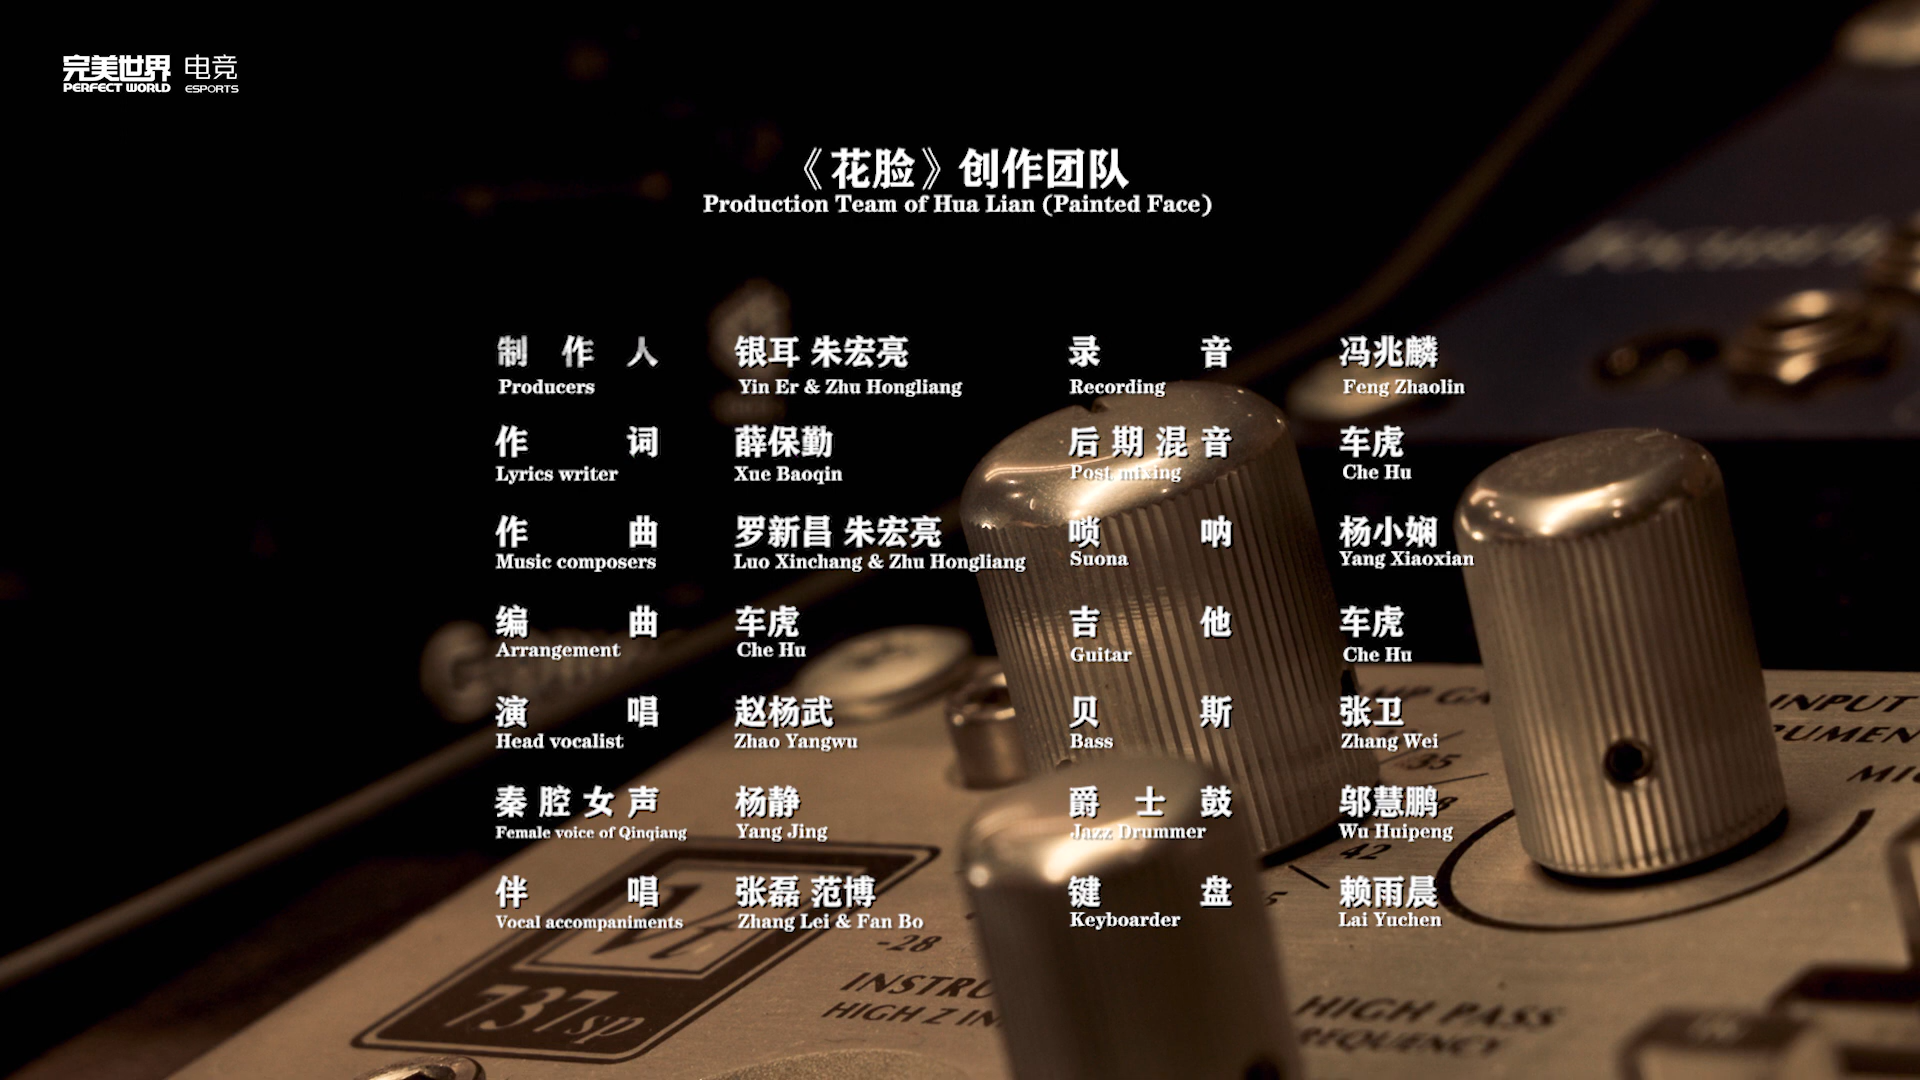 完美世界 电竞
PERFECT WORLD ESPORTS
《花脸》创作团队
Production Team of Hua Lian (Painted Face)
制作人 银耳 朱宏亮
Producers Yin Er & Zhu Hongliang
作词 薛保勤
Lyrics writer Xue Baoqin
作曲 罗新昌 朱宏亮
Music composers Luo Xinchang & Zhu Hongliang
编曲 车虎
Arrangement Che Hu
演唱 赵杨武
Head vocalist Zhao Yangwu
秦腔女声 杨静
Female voice of Qinqiang Yang Jing
伴唱 张磊 范博
Vocal accompaniments Zhang Lei & Fan Bo
录音 冯兆麟
Recording Feng Zhaolin
后期混音 车虎
Post mixing Che Hu
唢呐 杨小娴
Suona Yang Xiaoxian
吉他 车虎
Guitar Che Hu
贝斯 张卫
Bass Zhang Wei
爵士鼓 邬慧鹏
Jazz Drummer Wu Huipeng
键盘 赖雨晨
Keyboarder Lai Yuchen
INPUT
35
42
-28
737sp
HIGH Z IN
HIGH PASS